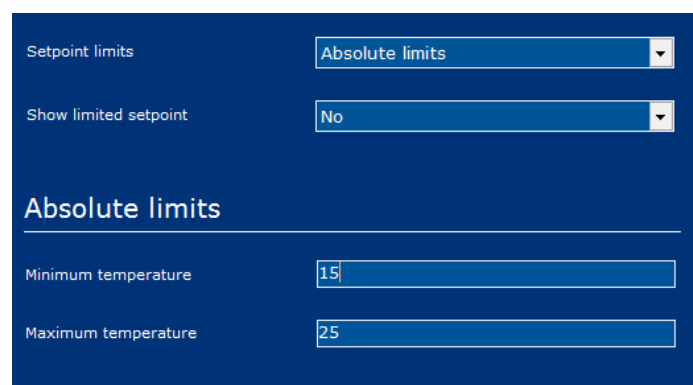 Setpoint limits Absolute limits
Show limited setpoint No
Absolute limits
Minimum temperature 15
Maximum temperature 25